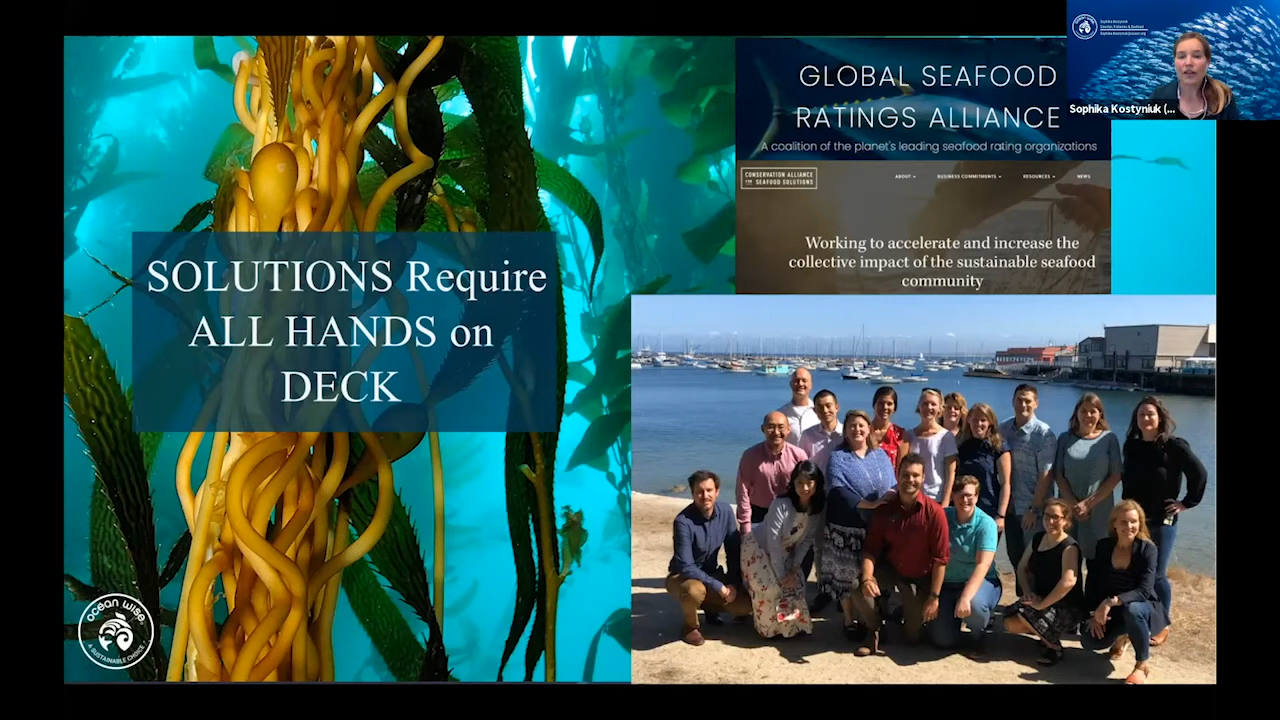 SOLUTIONS Require
ALL HANDS on
DECK
ocean wise
A SUSTAINABLE CHOICE
GLOBAL SEAFOOD
RATINGS ALLIANCE
A coalition of the planet's leading seafood rating organizations
CONSERVATION ALLIANCE
FOR SEAFOOD SOLUTIONS
ABOUT
BUSINESS COMMITMENTS
RESOURCES
NEWS
Working to accelerate and increase the
collective impact of the sustainable seafood
community
Sophika Kostyniuk
Sophika Kostyniuk (...